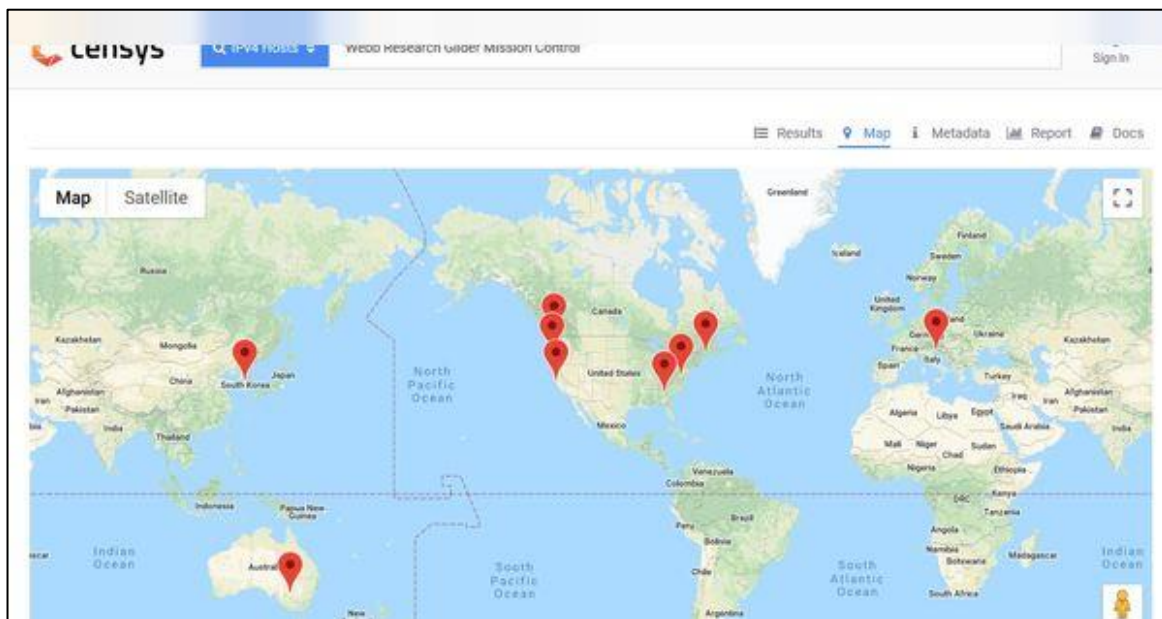 censys
IPv4 Hosts
Webb Research Glider Mission Control
Sign In
Results
Map
Metadata
Report
Docs
Map
Satellite
Greenland
Iceland
Finland
Sweden
Norway
Russia
Canada
United
Kingdom
Ukraine
Kazakhstan
Mongolia
France
Italy
Kazakhstan
North
Pacific
Ocean
United States
North
Atlantic
Ocean
Spain
Turkey
China
South Korea
Japan
Afghanistan
Iran
Pakistan
Iraq
Iran
Afghanistan
Pakistan
Algeria
Libya
Egypt
Saudi Arabia
India
Thailand
Mexico
India
Mali
Niger
Chad
Sudan
Nigeria
Ethiopia
Venezuela
Colombia
DRC
Kenya
Tanzania
Indonesia
Papua New
Guinea
Peru
Brazil
Bolivia
Angola
Namibia
Botswana
Madagascar
Indian
Ocean
Indian
Ocean
South
Pacific
Ocean
Chile
South
Atlantic
Ocean
South Africa
Argentina
New